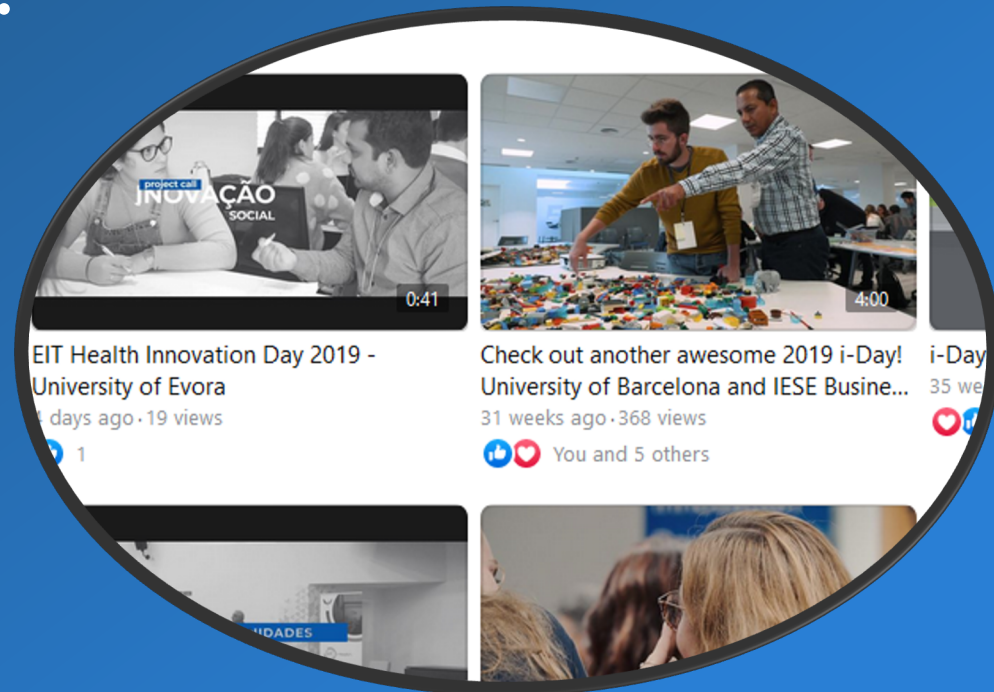 project call
INOVAÇÃO
SOCIAL
0:41
4:00
EIT Health Innovation Day 2019 -
University of Evora
days ago · 19 views
1
Check out another awesome 2019 i-Day!
University of Barcelona and IESE Busine...
31 weeks ago · 368 views
You and 5 others
i-Day
35 we
IDADES